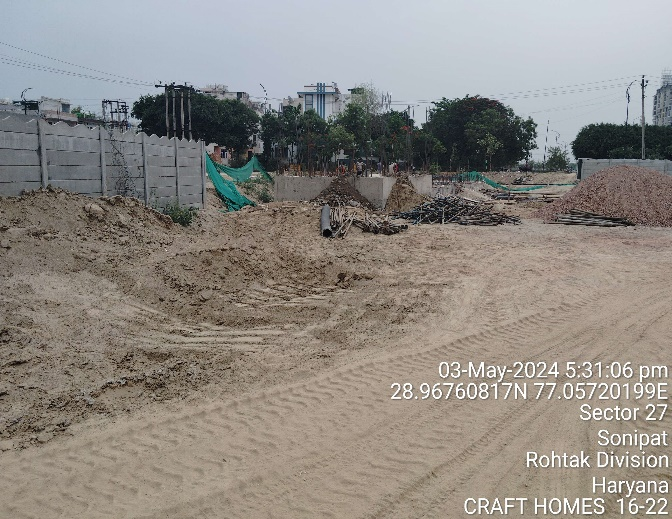 03-May-2024 5:31:06 pm
28.96760817N 77.05720199E
Sector 27
Sonipat
Rohtak Division
Haryana
CRAFT HOMES 16-22